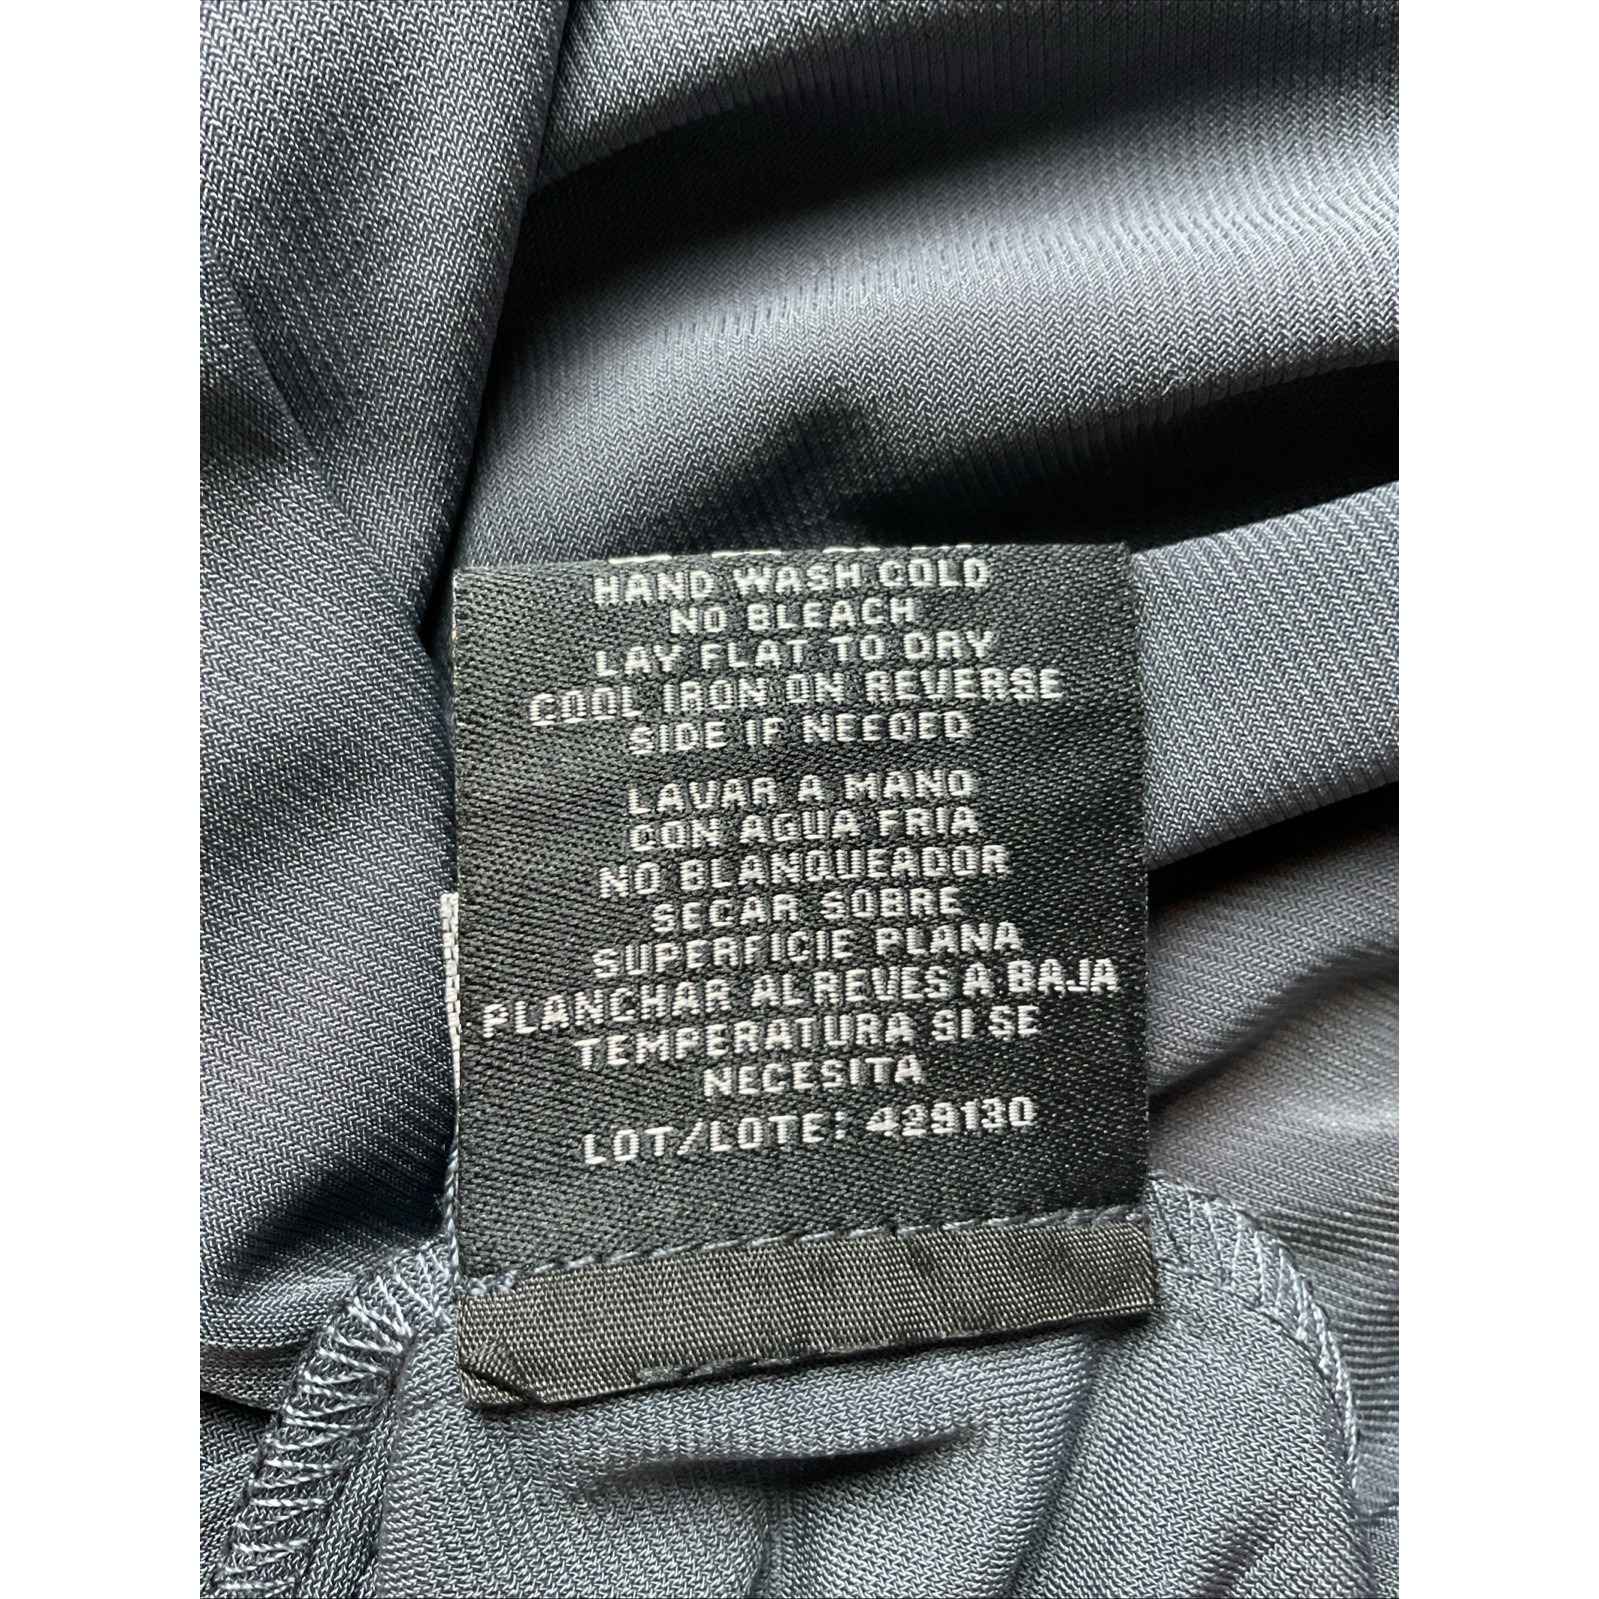 HAND WASH COLD
NO BLEACH
LAY FLAT TO DRY
COOL IRON ON REVERSE
SIDE IF NEEDED
LAVAR A MANO
CON AGUA FRIA
NO BLANQUEADOR
SECAR SOBRE
SUPERFICIE PLANA
PLANCHAR AL REVES A BAJA
TEMPERATURA SI SE
NECESITA
LOT/LOTE: 429130